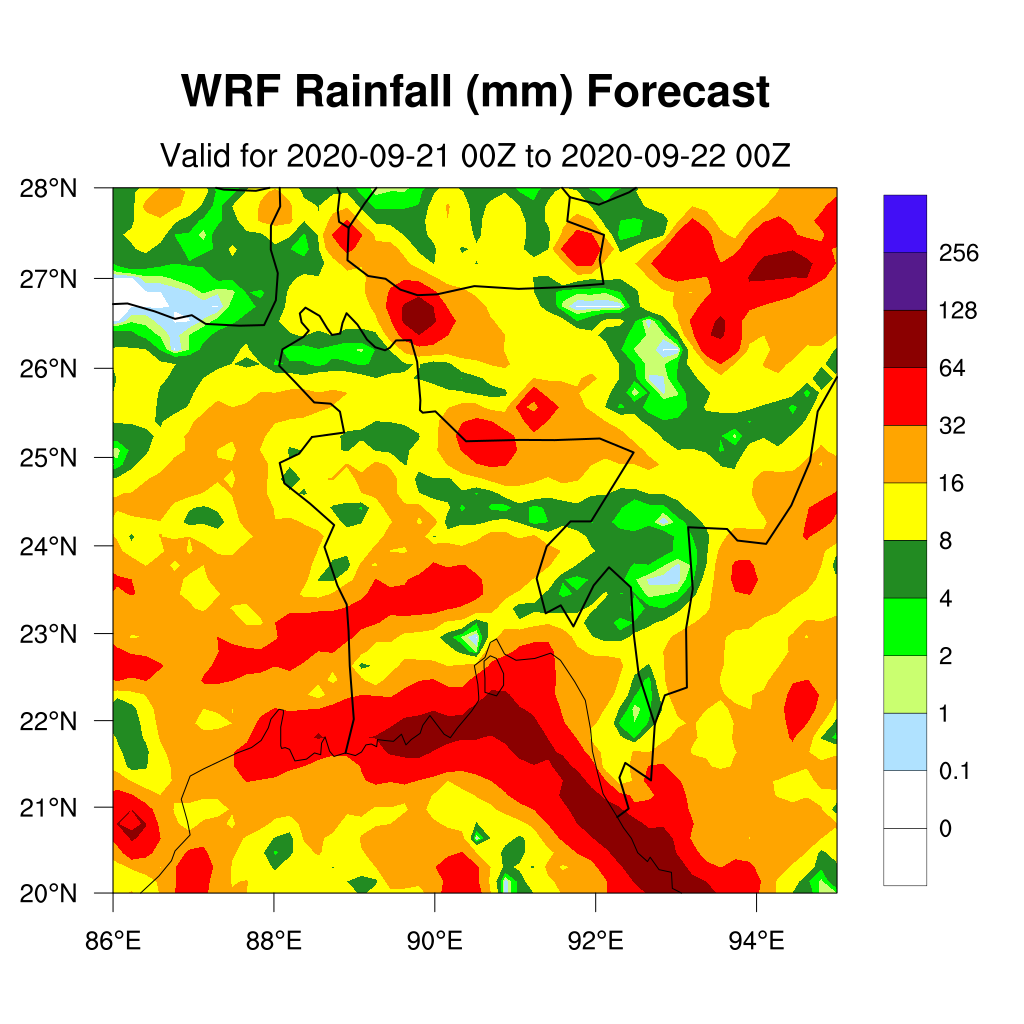 WRF Rainfall (mm) Forecast
Valid for 2020-09-21 00Z to 2020-09-22 00Z
28°N
27°N
26°N
25°N
24°N
23°N
22°N
21°N
20°N
86°E 88°E 90°E 92°E 94°E
256
128
64
32
16
8
4
2
1
0.1
0